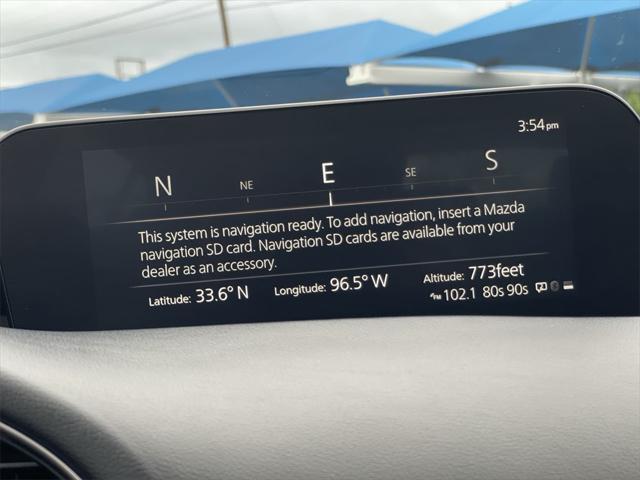 3:54pm
N NE E SE S
This system is navigation ready. To add navigation, insert a Mazda
navigation SD card. Navigation SD cards are available from your
dealer as an accessory.
Latitude: 33.6° N Longitude: 96.5° W Altitude: 773feet
FM 102.1 80s 90s